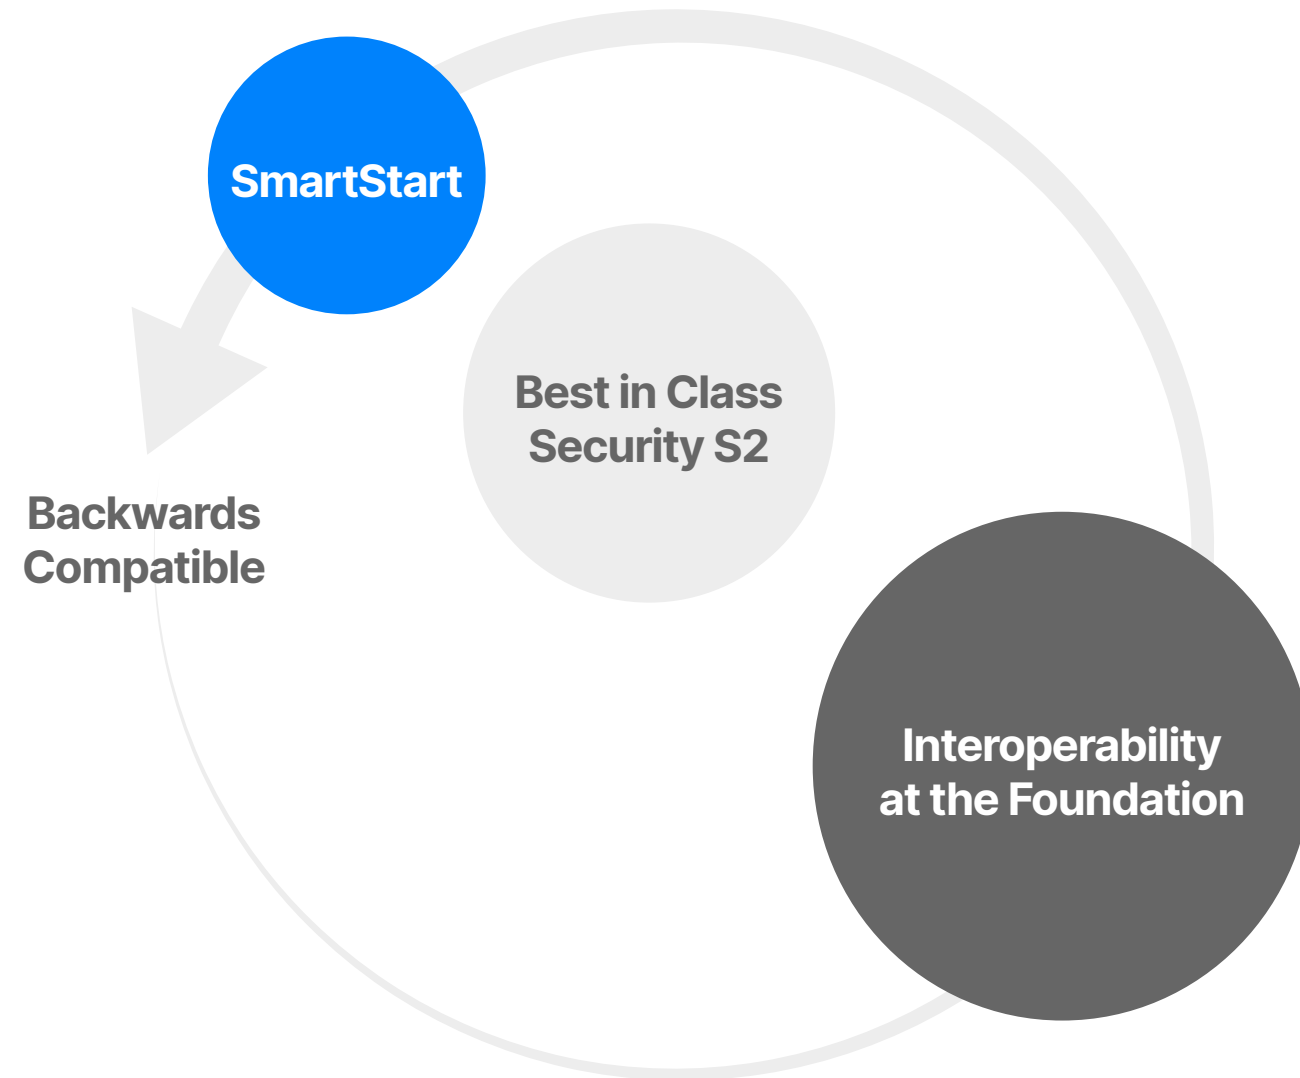 SmartStart
Best in Class
Security S2
Backwards
Compatible
Interoperability
at the Foundation